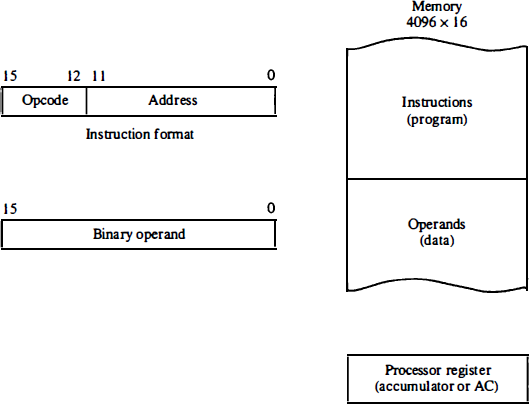 Memory
4096 × 16
15 12 11 0
Opcode Address
Instruction format
Instructions
(program)
15 0
Binary operand
Operands
(data)
Processor register
(accumulator or AC)